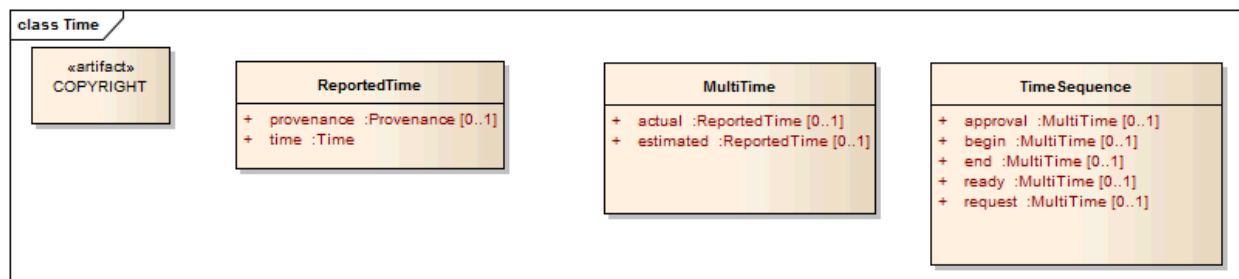 class Time
«artifact»
COPYRIGHT
ReportedTime
+ provenance :Provenance [0..1]
+ time :Time
MultiTime
+ actual :ReportedTime [0..1]
+ estimated :ReportedTime [0..1]
TimeSequence
+ approval :MultiTime [0..1]
+ begin :MultiTime [0..1]
+ end :MultiTime [0..1]
+ ready :MultiTime [0..1]
+ request :MultiTime [0..1]